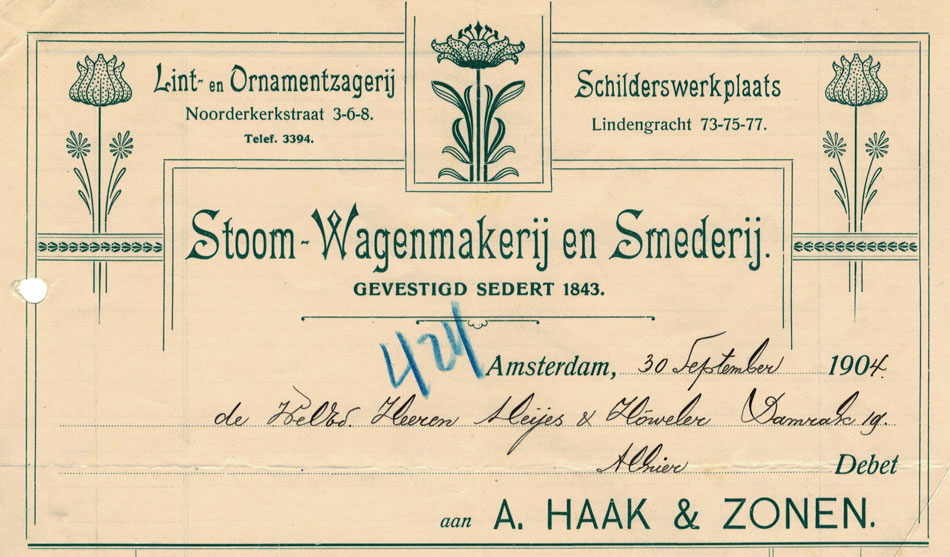 Lint- en Ornamentzagerij
Noorderkerkstraat 3-6-8.
Telef. 3394.
Schilderswerkplaats
Lindengracht 73-75-77.
Stoom-Wagenmakerij en Smederij.
GEVESTIGD SEDERT 1843.
424
Amsterdam, 30 September 1904.
de Weled. Heeren Meijes & Höweler Damrak 19.
Alhier Debet
aan A. HAAK & ZONEN.